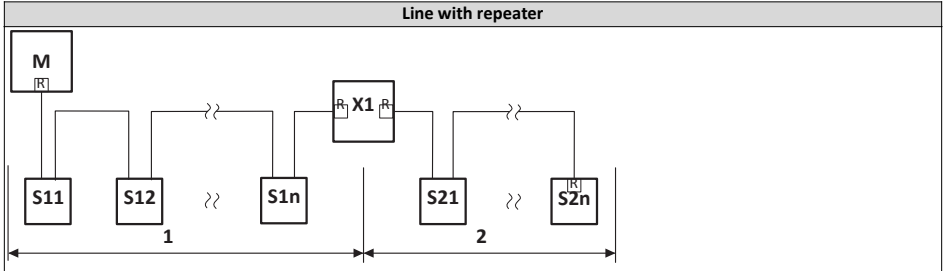 Line with repeater
M
R
R X1 R
S11 S12 S1n S21 R S2n
1 2